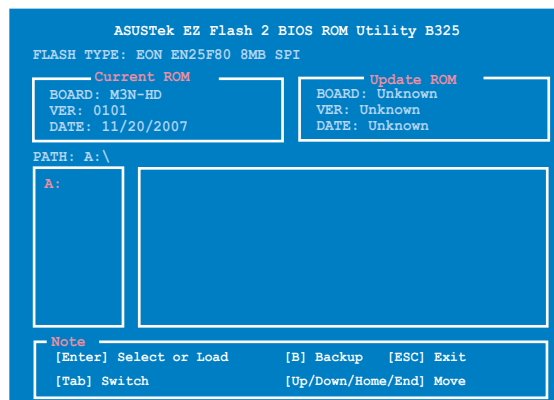 ASUSTek EZ Flash 2 BIOS ROM Utility B325
FLASH TYPE: EON EN25F80 8MB SPI
Current ROM
BOARD: M3N-HD
VER: 0101
DATE: 11/20/2007
Update ROM
BOARD: Unknown
VER: Unknown
DATE: Unknown
PATH: A:\
A:
Note
[Enter] Select or Load [B] Backup [ESC] Exit
[Tab] Switch [Up/Down/Home/End] Move